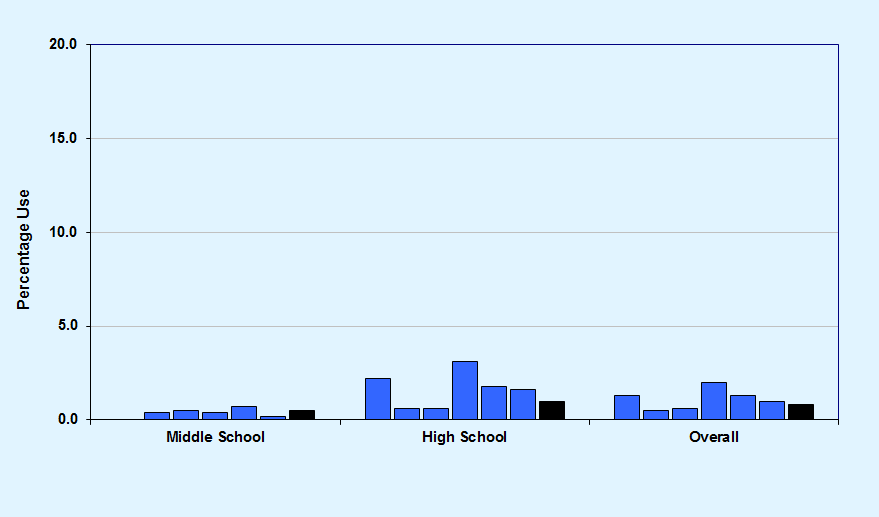 20.0
15.0
10.0
5.0
0.0
Percentage Use
Middle School
High School
Overall